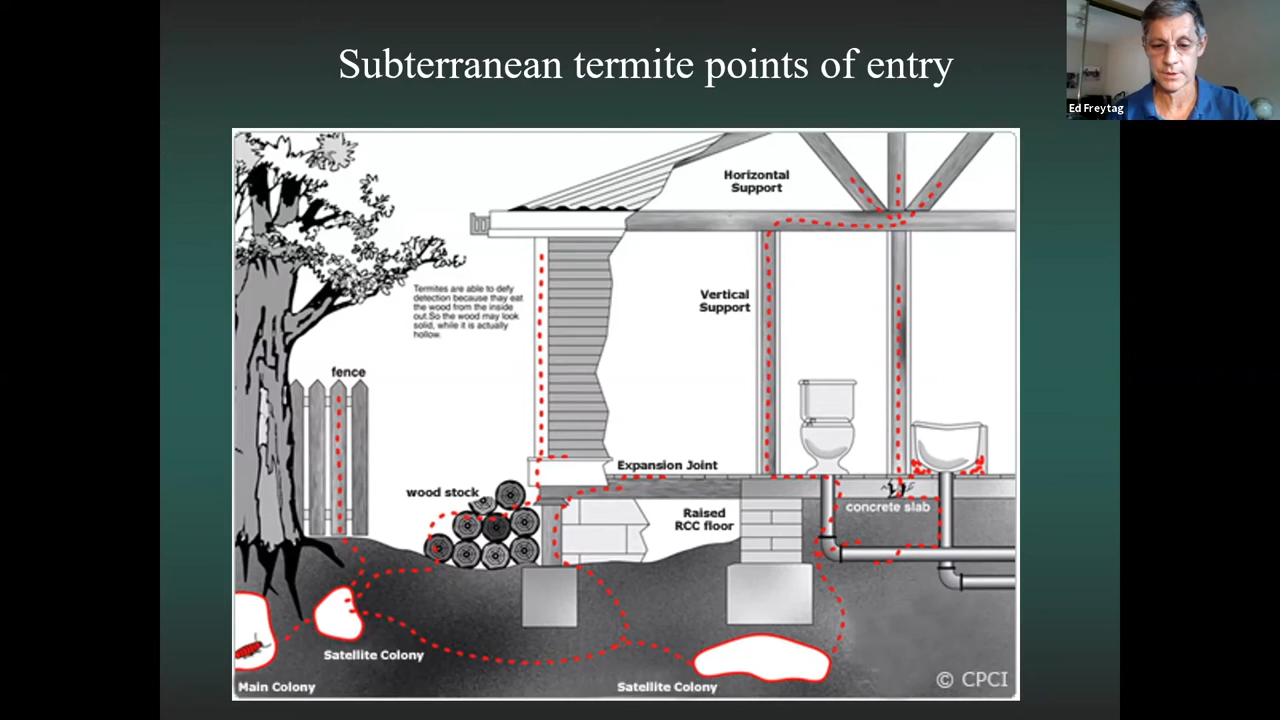 Subterranean termite points of entry
Ed Freytag
Horizontal
Support
Termites are able to defy
detection because thay eat
the wood from the inside
out.So the wood may look
solid, while it is actually
hollow.
Vertical
Support
fence
Expansion Joint
wood stock
Raised
RCC floor
concrete slab
Satellite Colony
Main Colony
Satellite Colony
© CPCI